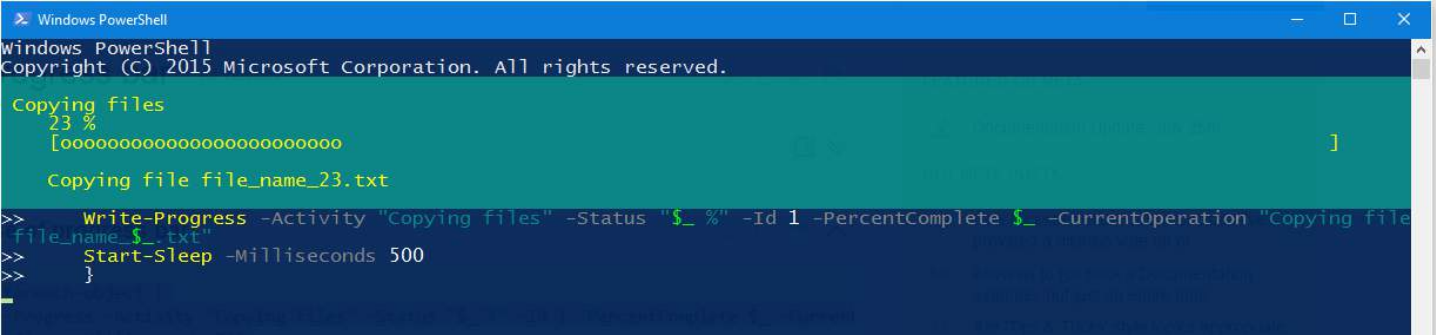 Windows PowerShell
Windows PowerShell
Copyright (C) 2015 Microsoft Corporation. All rights reserved.
Copying files
23 %
[oooooooooooooooooooooooo ]
Copying file file_name_23.txt
>> Write-Progress -Activity "Copying files" -Status "$_ %" -Id 1 -PercentComplete $_ -CurrentOperation "Copying file
file_name_$_.txt"
>> Start-Sleep -Milliseconds 500
>> }